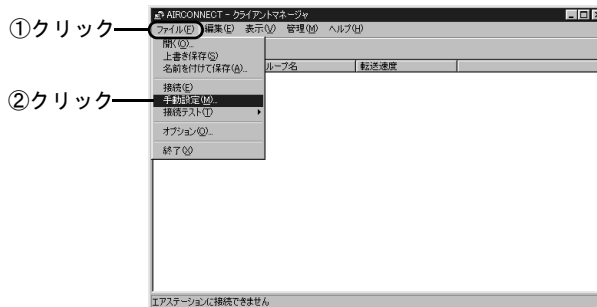 AIRCONNECT - クライアントマネージャ
①クリック
ファイル(F) 編集(E) 表示(V) 管理(M) ヘルプ(H)
開く(O)...
上書き保存(S)
名前を付けて保存(A)...
ループ名 転送速度
接続(E)
②クリック
手動設定(M)...
接続テスト(T)
オプション(O)...
終了(X)
エアステーションに接続できません